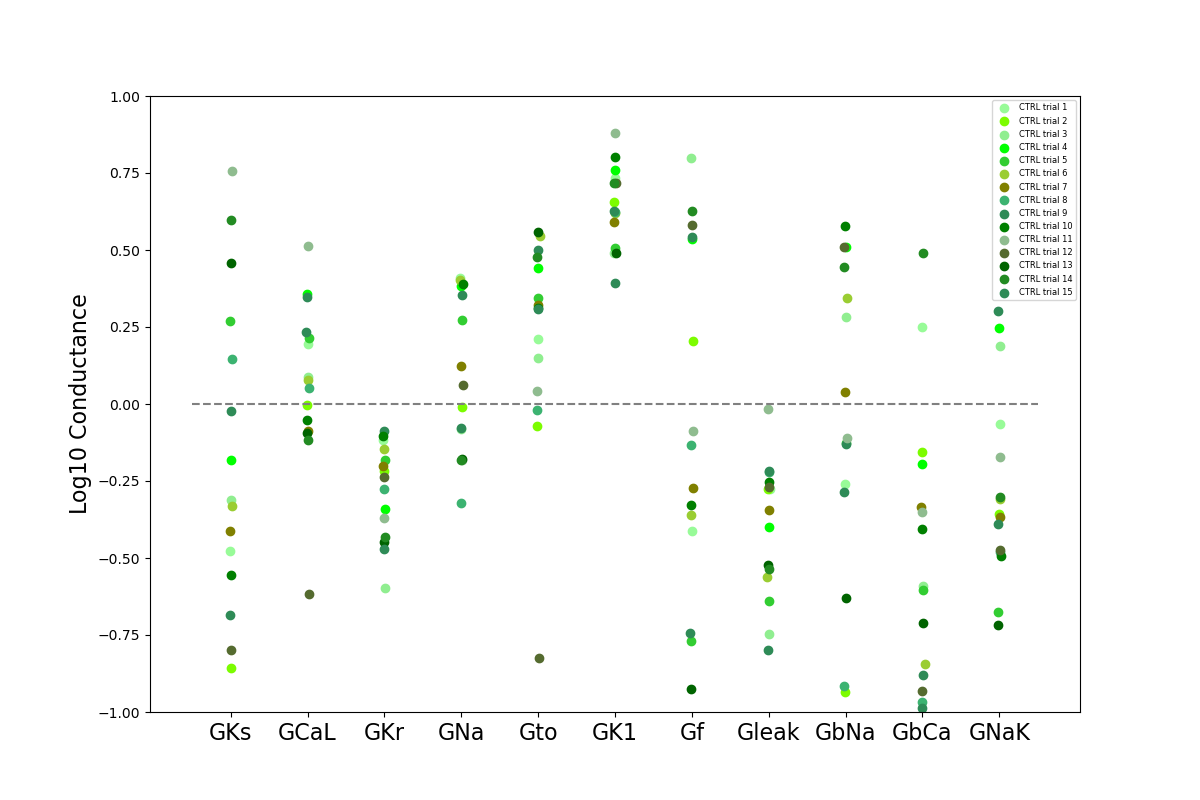 1.00
0.75
0.50
0.25
0.00
−0.25
−0.50
−0.75
−1.00
Log10 Conductance
GKs GCaL GKr GNa Gto GK1 Gf Gleak GbNa GbCa GNaK
CTRL trial 1
CTRL trial 2
CTRL trial 3
CTRL trial 4
CTRL trial 5
CTRL trial 6
CTRL trial 7
CTRL trial 8
CTRL trial 9
CTRL trial 10
CTRL trial 11
CTRL trial 12
CTRL trial 13
CTRL trial 14
CTRL trial 15